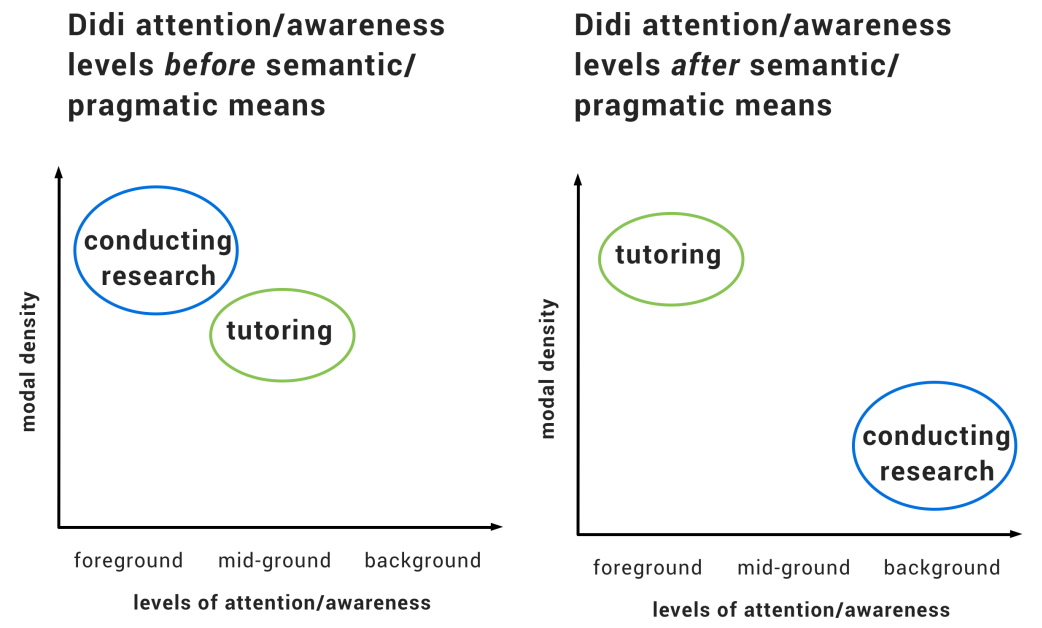 Didi attention/awareness
levels before semantic/
pragmatic means
modal density
conducting
research
tutoring
foreground mid-ground background
levels of attention/awareness
Didi attention/awareness
levels after semantic/
pragmatic means
modal density
tutoring
conducting
research
foreground mid-ground background
levels of attention/awareness